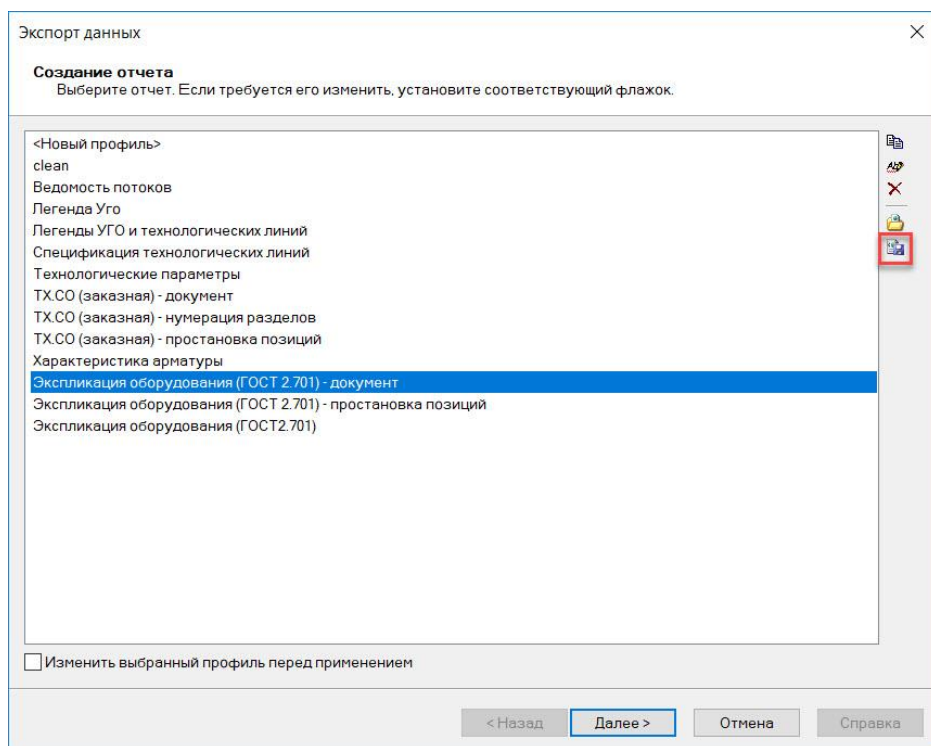 Экспорт данных
Создание отчета
Выберите отчет. Если требуется его изменить, установите соответствующий флажок.
<Новый профиль>
clean
Ведомость потоков
Легенда Уго
Легенды УГО и технологических линий
Спецификация технологических линий
Технологические параметры
ТХ.СО (заказная) - документ
ТХ.СО (заказная) - нумерация разделов
ТХ.СО (заказная) - простановка позиций
Характеристика арматуры
Экспликация оборудования (ГОСТ 2.701) - документ
Экспликация оборудования (ГОСТ 2.701) - простановка позиций
Экспликация оборудования (ГОСТ2.701)
Изменить выбранный профиль перед применением
< Назад
Далее >
Отмена
Справка